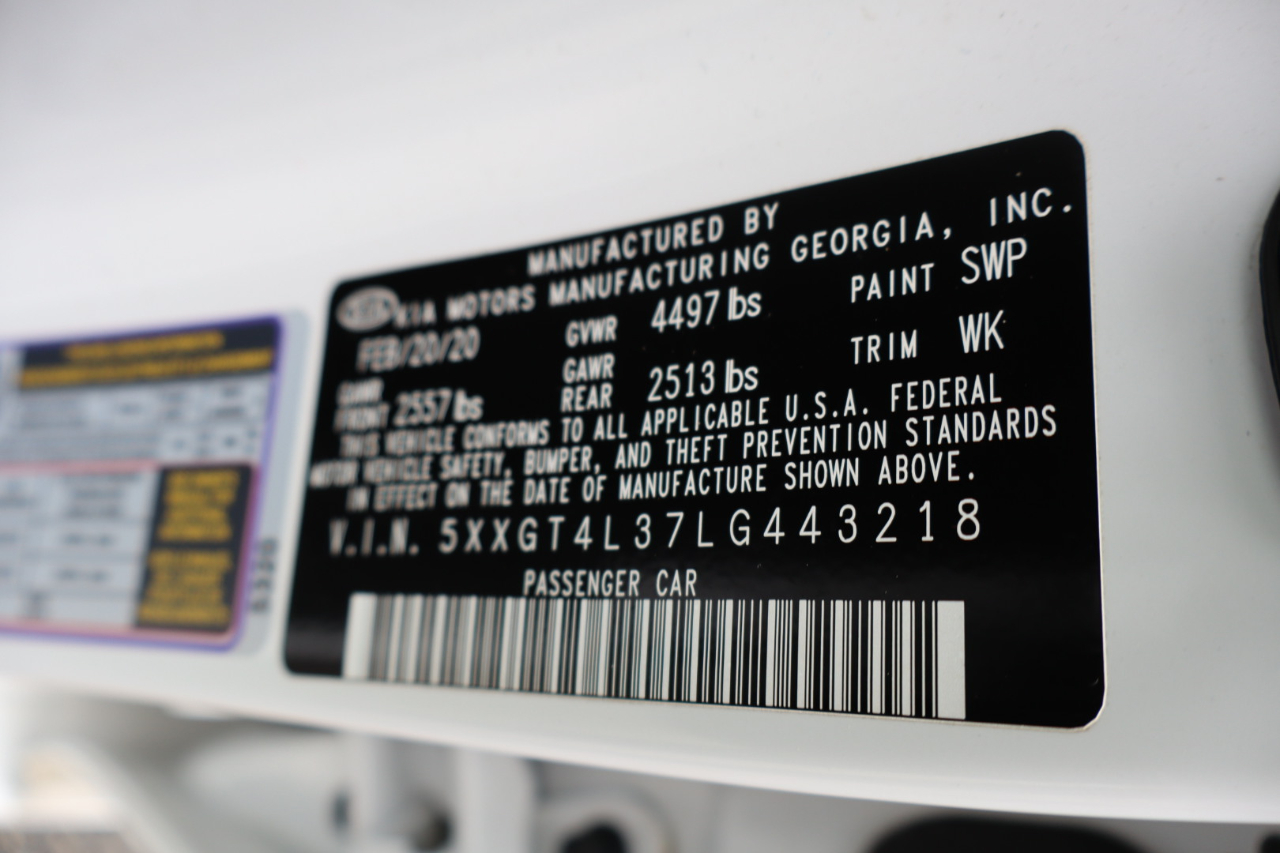 MANUFACTURED BY
KIA KIA MOTORS MANUFACTURING GEORGIA, INC.
FEB/20/20 GVWR 4497 lbs PAINT SWP
GAWR FRONT 2557 lbs GAWR REAR 2513 lbs TRIM WK
THIS VEHICLE CONFORMS TO ALL APPLICABLE U.S.A. FEDERAL
MOTOR VEHICLE SAFETY, BUMPER, AND THEFT PREVENTION STANDARDS
IN EFFECT ON THE DATE OF MANUFACTURE SHOWN ABOVE.
V.I.N. 5XXGT4L37LG443218
PASSENGER CAR